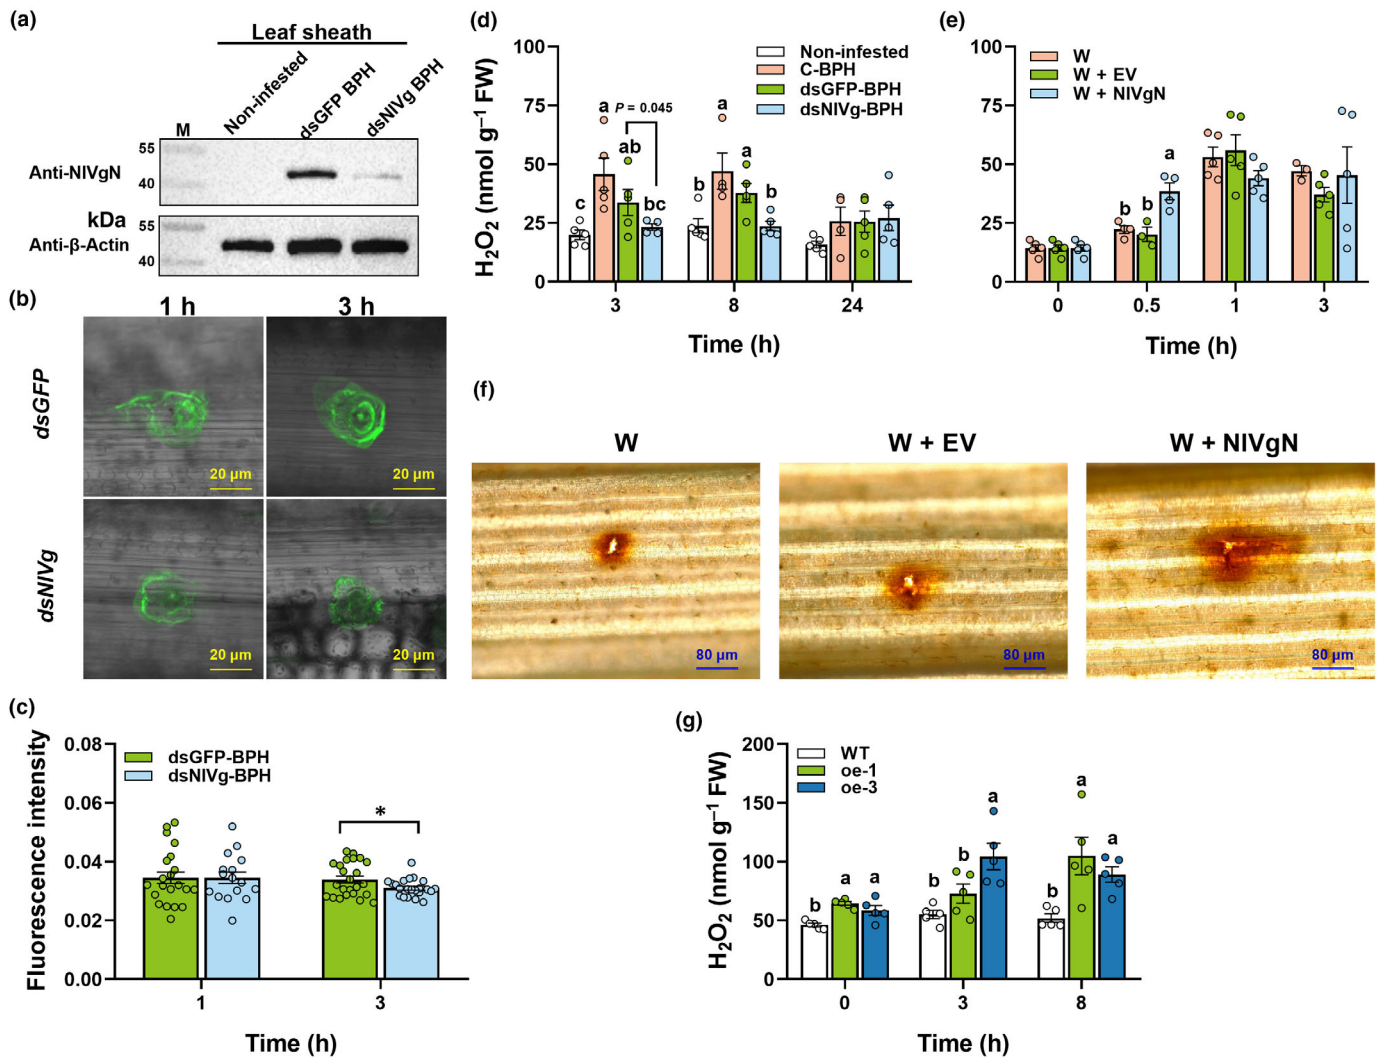 (a)
Leaf sheath
Non-infested
dsGFP BPH
dsNlVg BPH
M
Anti-NlVgN
55
40
kDa
Anti-β-Actin
55
40
(b)
1 h
3 h
dsGFP
20 µm
20 µm
dsNlVg
20 µm
20 µm
(c)
Fluorescence intensity
0.08
0.06
0.04
0.02
0.00
dsGFP-BPH
dsNlVg-BPH
*
1
3
Time (h)
(d)
H₂O₂ (nmol g⁻¹ FW)
100
75
50
25
0
Non-infested
C-BPH
dsGFP-BPH
dsNlVg-BPH
P = 0.045
c
a
ab
bc
b
a
a
b
3
8
24
Time (h)
(e)
100
75
50
25
0
W
W + EV
W + NlVgN
b
b
a
0
0.5
1
3
Time (h)
(f)
W
W + EV
W + NlVgN
80 µm
80 µm
80 µm
(g)
H₂O₂ (nmol g⁻¹ FW)
200
150
100
50
0
WT
oe-1
oe-3
b
a
a
b
b
a
b
a
a
0
3
8
Time (h)